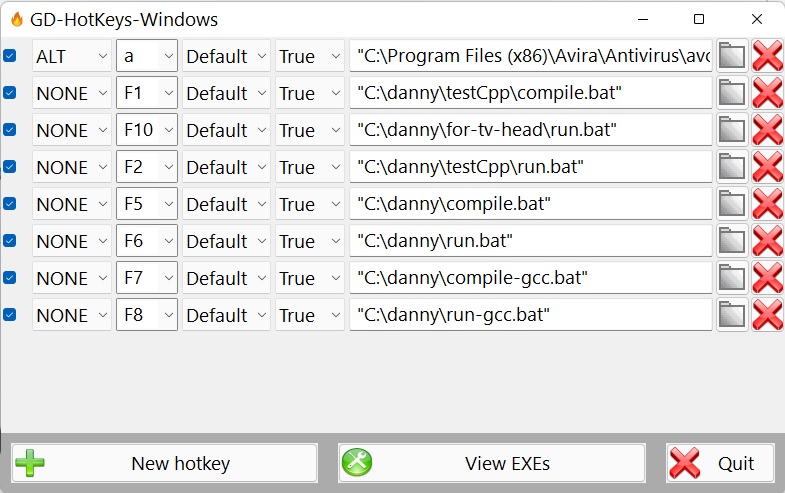 GD-HotKeys-Windows
ALT a Default True "C:\Program Files (x86)\Avira\Antivirus\avc
NONE F1 Default True "C:\danny\testCpp\compile.bat"
NONE F10 Default True "C:\danny\for-tv-head\run.bat"
NONE F2 Default True "C:\danny\testCpp\run.bat"
NONE F5 Default True "C:\danny\compile.bat"
NONE F6 Default True "C:\danny\run.bat"
NONE F7 Default True "C:\danny\compile-gcc.bat"
NONE F8 Default True "C:\danny\run-gcc.bat"
New hotkey View EXEs Quit